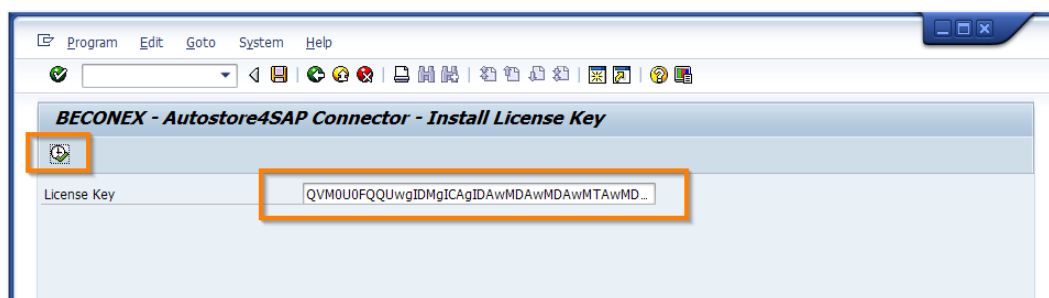 Program Edit Goto System Help
BECONEX - Autostore4SAP Connector - Install License Key
License Key QVM0U0FQQUwgIDMgICAgIDAwMDAwMDAwMTAwMD...